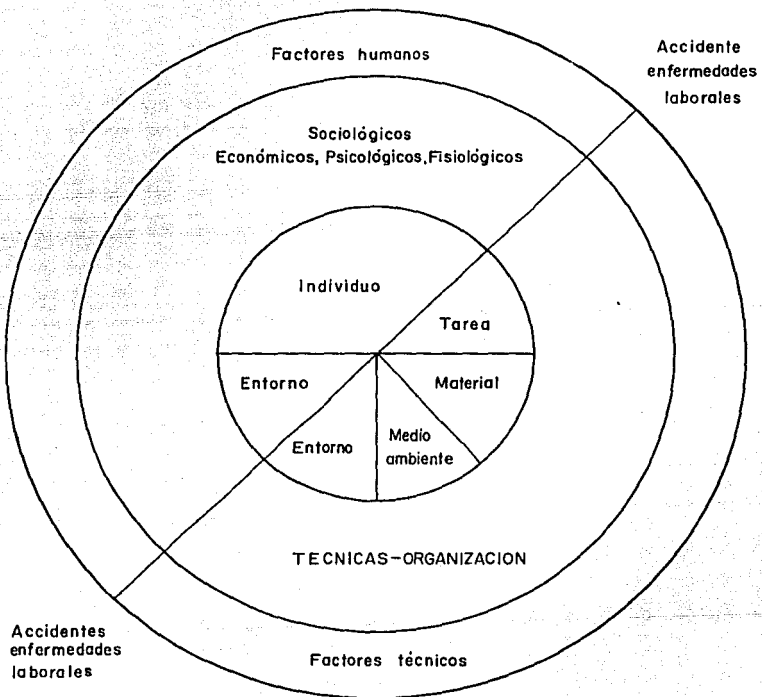 Factores humanos
Accidente
enfermedades
laborales
Sociológicos
Económicos, Psicológicos, Fisiológicos
Indíviduo
Tarea
Entorno
Material
Entorno
Medio
ambiente
TECNICAS-ORGANIZACION
Accidentes
enfermedades
laborales
Factores técnicos